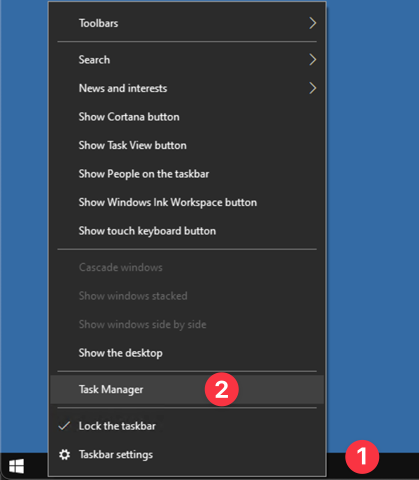 Toolbars
Search
News and interests
Show Cortana button
Show Task View button
Show People on the taskbar
Show Windows Ink Workspace button
Show touch keyboard button
Cascade windows
Show windows stacked
Show windows side by side
Show the desktop
Task Manager 2
Lock the taskbar
Taskbar settings
1